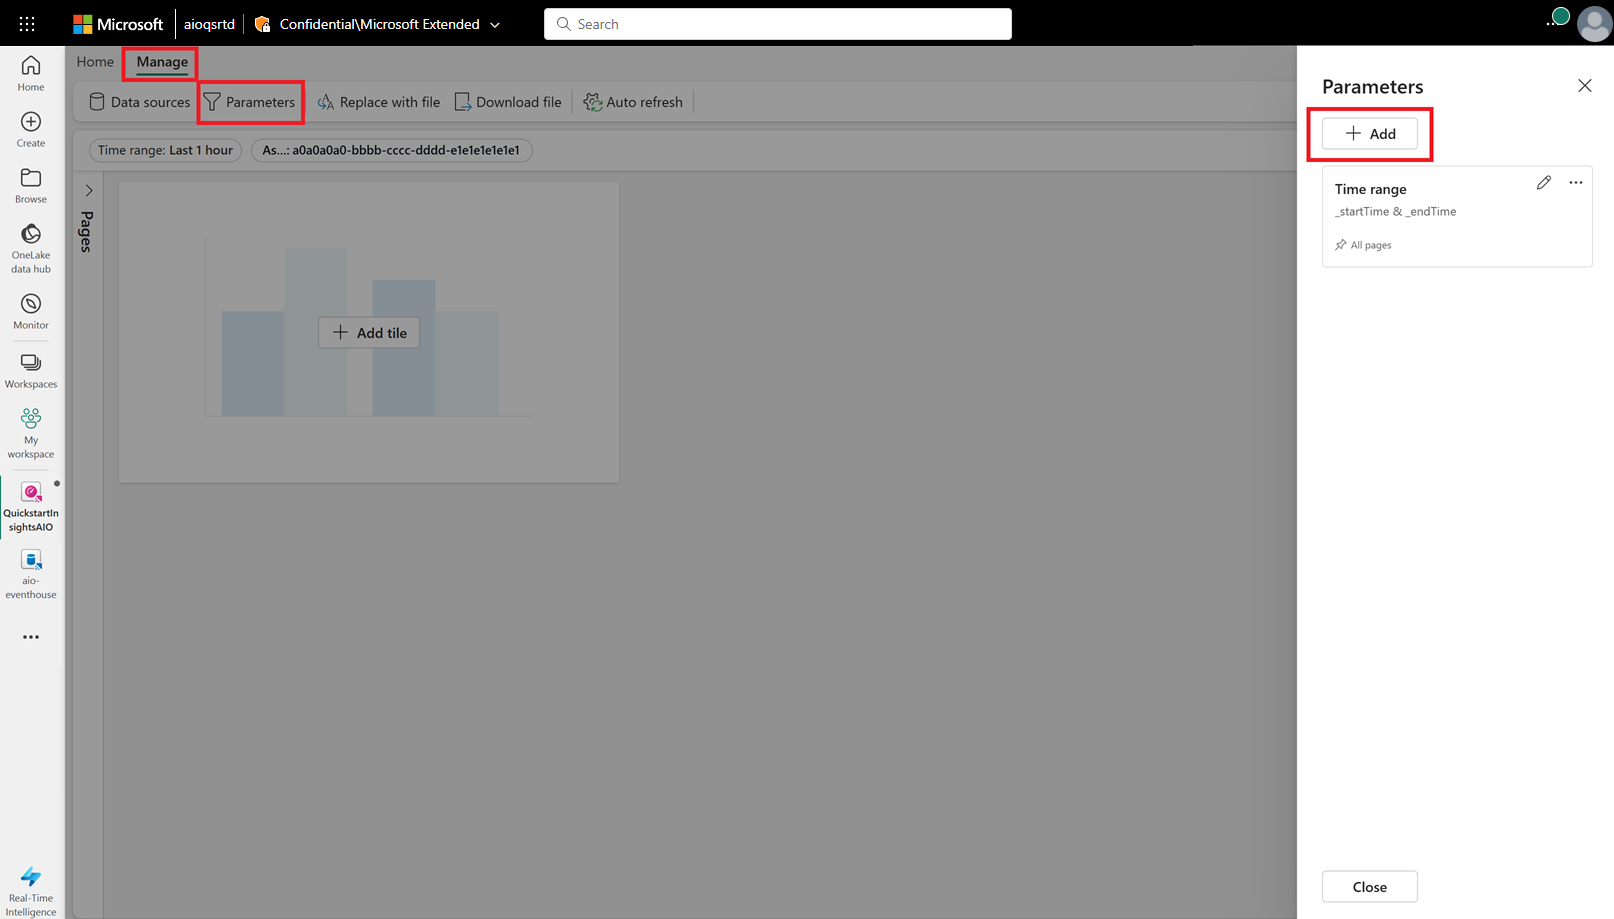 Microsoft aioqsrtd Confidential\Microsoft Extended Search
Home
Create
Browse
OneLake
data hub
Monitor
Workspaces
My
workspace
QuickstartIn
sightsAIO
aio-
eventhouse
Real-Time
Intelligence
Home Manage
Data sources Parameters Replace with file Download file Auto refresh
Time range: Last 1 hour As...: a0a0a0a0-bbbb-cccc-dddd-e1e1e1e1e1e1
Pages
Add tile
Parameters
Add
Time range
_startTime & _endTime
All pages
Close